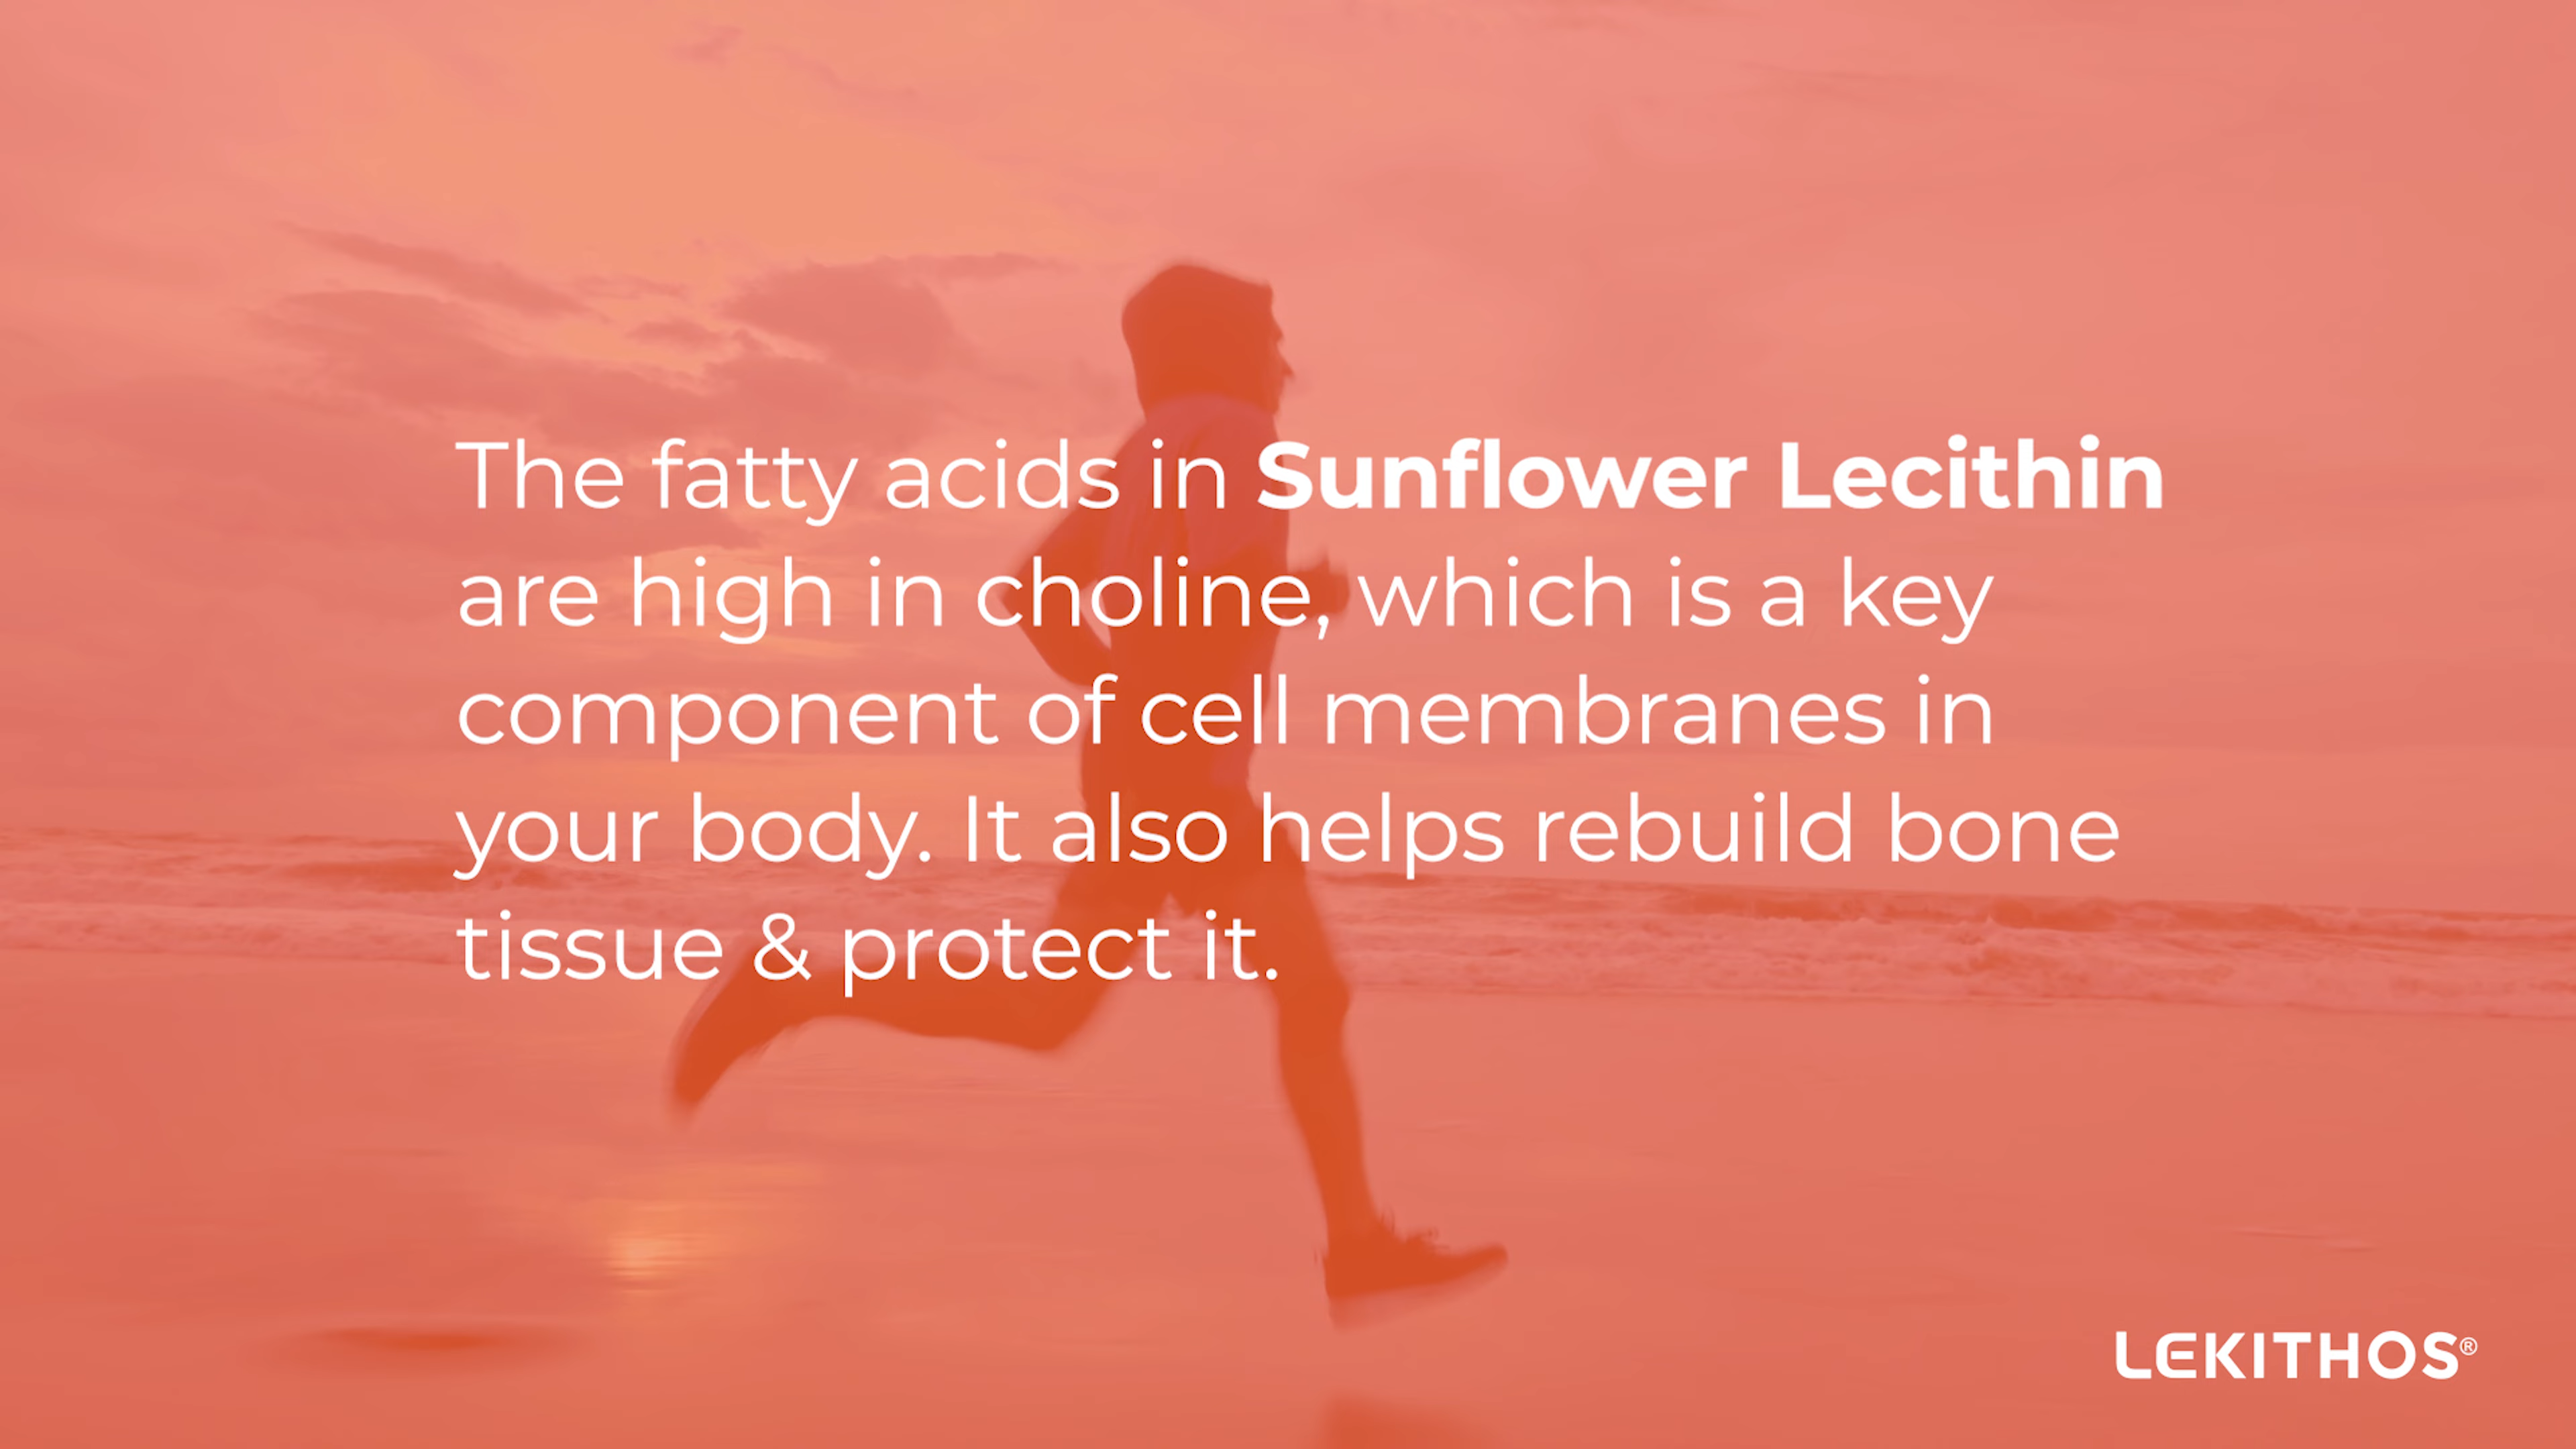 The fatty acids in Sunflower Lecithin
are high in choline, which is a key
component of cell membranes in
your body. It also helps rebuild bone
tissue & protect it.
LEKITHOS®